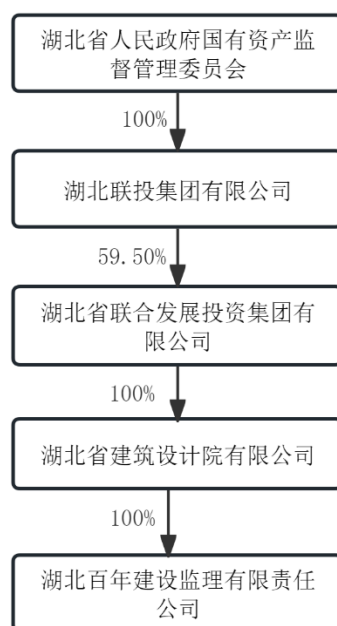 湖北省人民政府国有资产监
督管理委员会
100%
湖北联投集团有限公司
59.50%
湖北省联合发展投资集团有
限公司
100%
湖北省建筑设计院有限公司
100%
湖北百年建设监理有限责任
公司